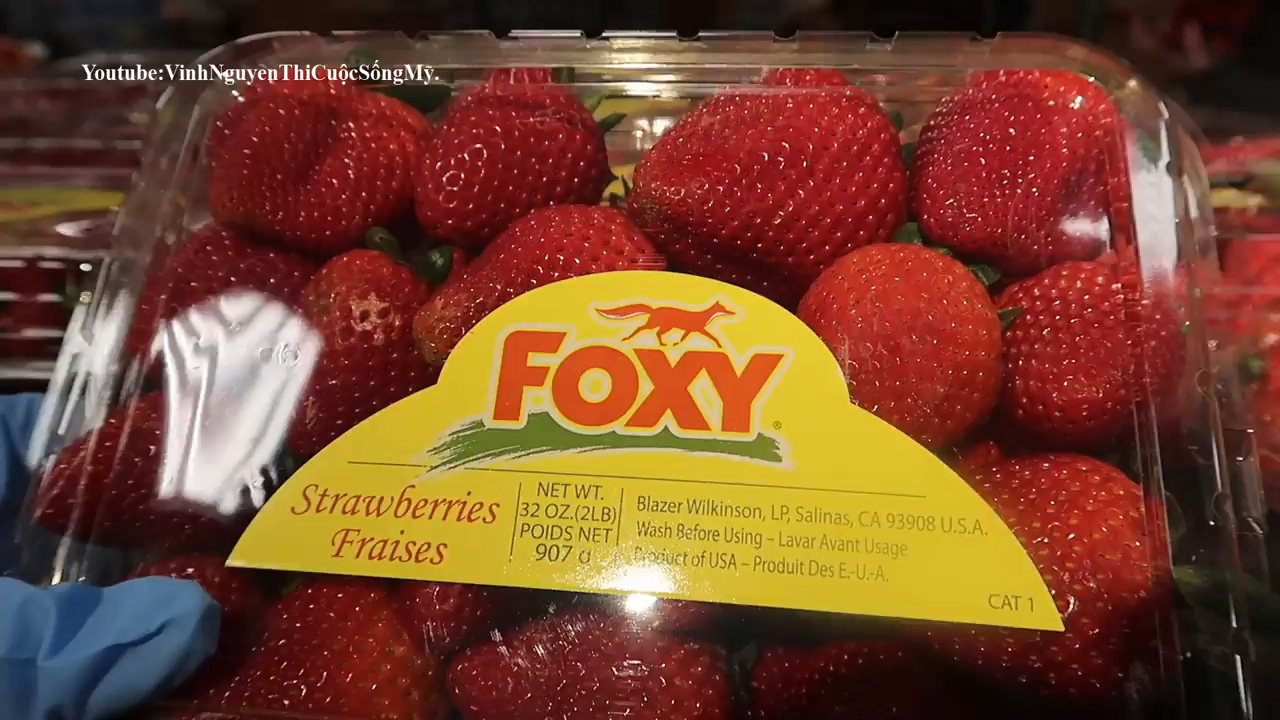 Youtube:VinhNguyenThiCuộcSốngMỹ.
FOXY®
Strawberries
Fraises
NET WT.
32 OZ.(2LB)
POIDS NET
907 g
Blazer Wilkinson, LP, Salinas, CA 93908 U.S.A.
Wash Before Using – Lavar Avant Usage
Product of USA – Produit Des E.-U.-A.
CAT 1